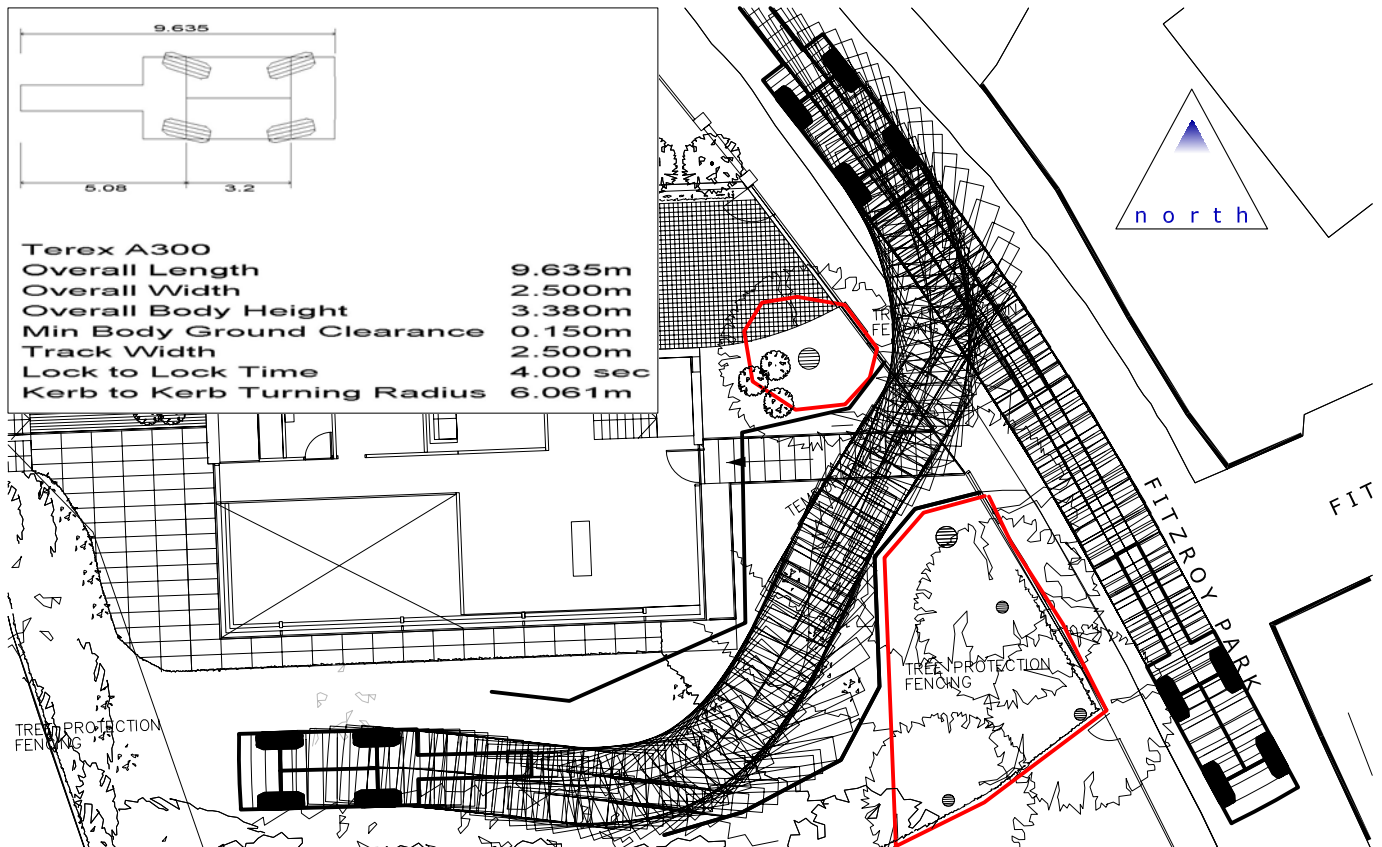 9.635
5.08 3.2
Terex A300
Overall Length 9.635m
Overall Width 2.500m
Overall Body Height 3.380m
Min Body Ground Clearance 0.150m
Track Width 2.500m
Lock to Lock Time 4.00 sec
Kerb to Kerb Turning Radius 6.061m
north
FITZROY PARK
FIT
TREE PROTECTION
FENCING
TREE PROTECTION
FENCING